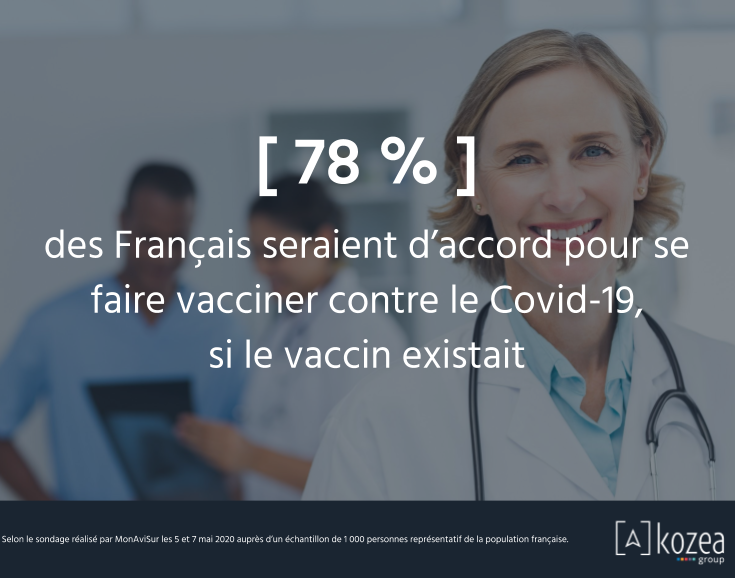 [ 78 % ]
des Français seraient d’accord pour se
faire vacciner contre le Covid-19,
si le vaccin existait
Selon le sondage réalisé par MonAviSur les 5 et 7 mai 2020 auprès d’un échantillon de 1 000 personnes représentatif de la population française.
[A]kozea
group